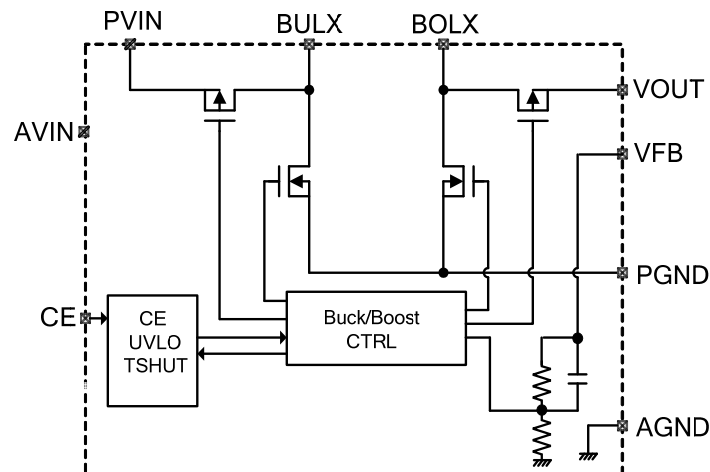 PVIN
BULX
BOLX
VOUT
AVIN
VFB
PGND
CE
CE
UVLO
TSHUT
Buck/Boost
CTRL
AGND